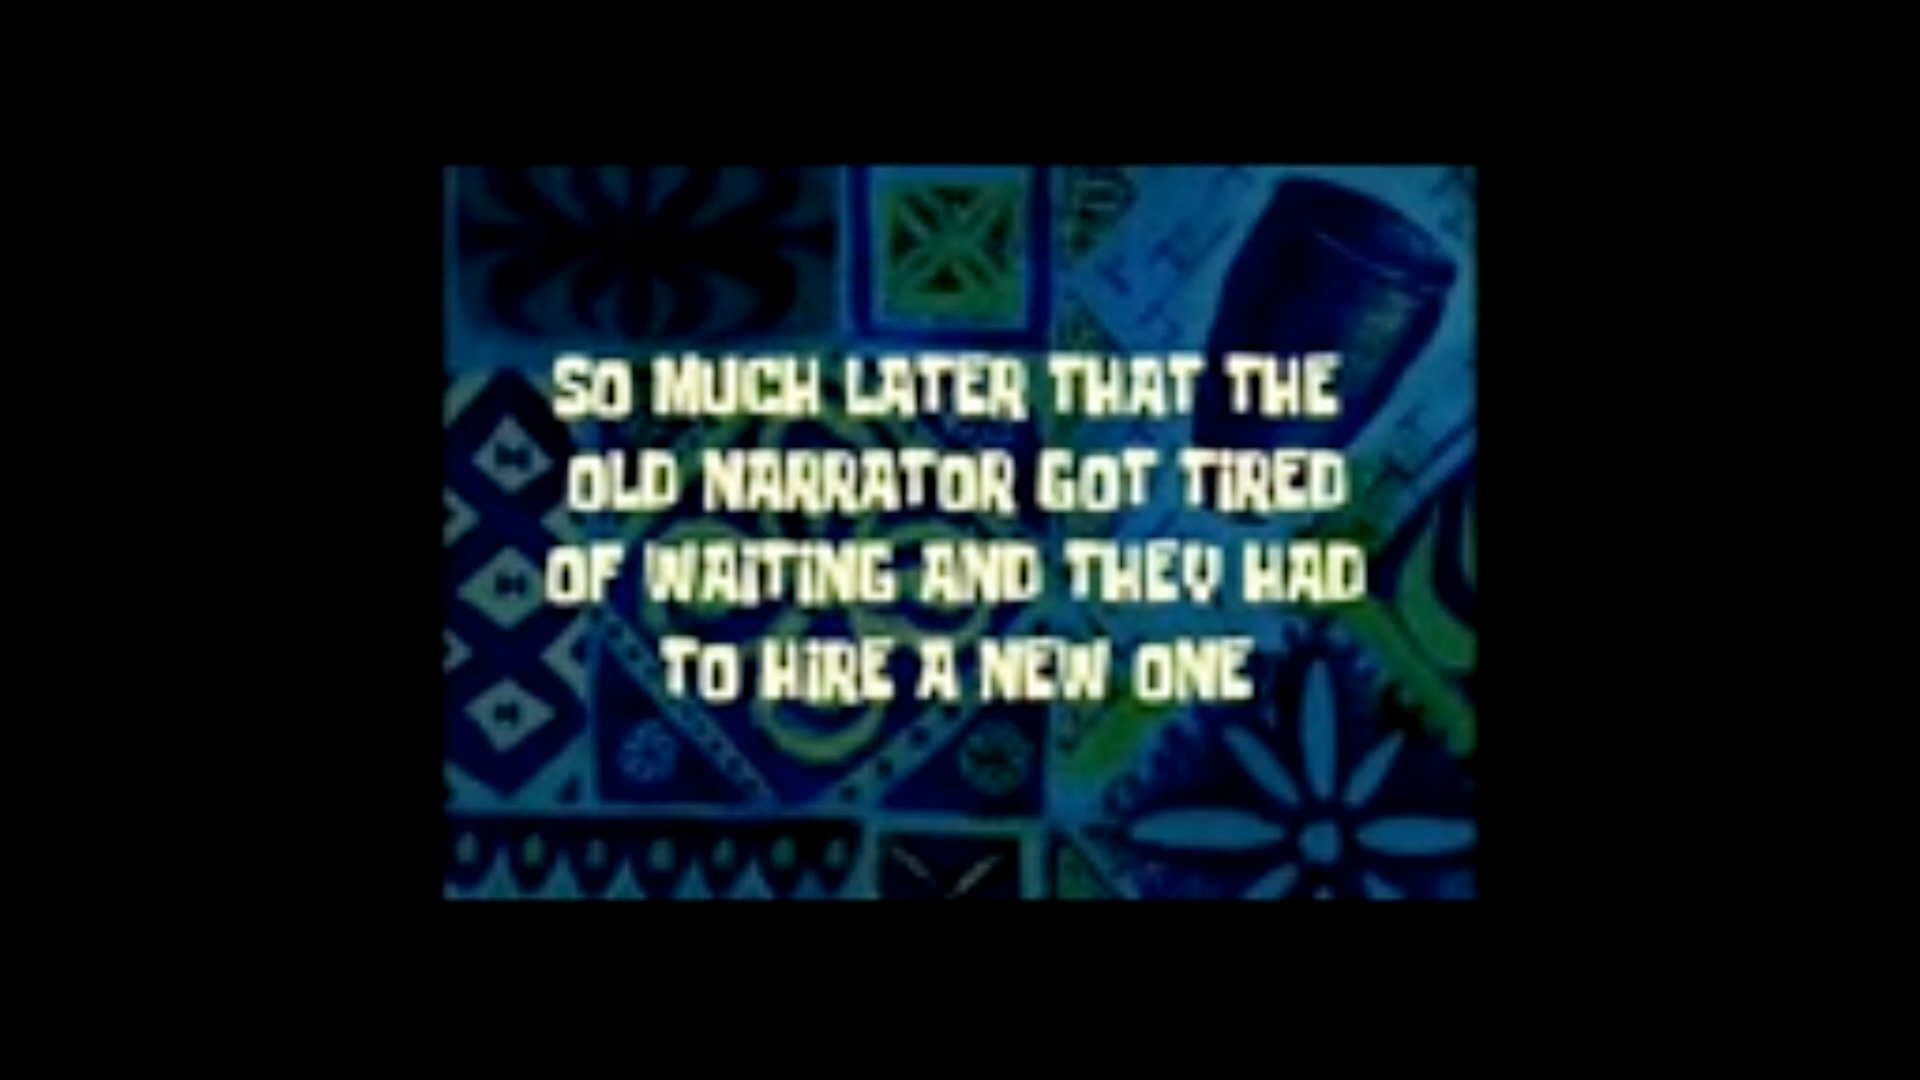 SO MUCH LATER THAT THE
OLD NARRATOR GOT TiRED
OF WAiTiNG AND THEY HAD
TO HiRE A NEW ONE